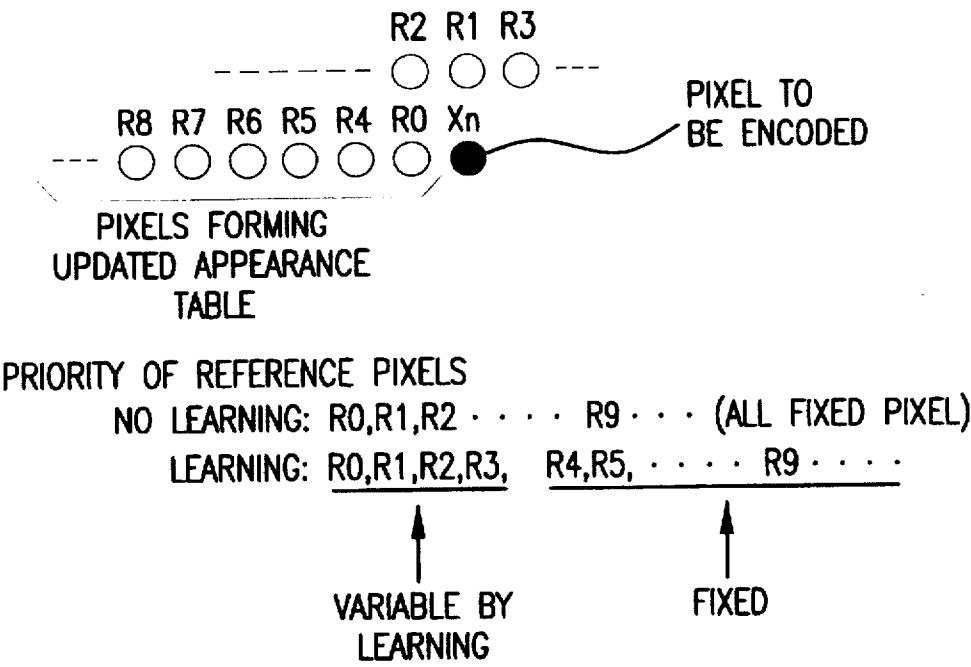 R2 R1 R3
PIXEL TO
BE ENCODED
R8 R7 R6 R5 R4 R0 Xn
PIXELS FORMING
UPDATED APPEARANCE
TABLE
PRIORITY OF REFERENCE PIXELS
NO LEARNING: R0,R1,R2 · · · · R9 · · · (ALL FIXED PIXEL)
LEARNING: R0,R1,R2,R3, R4,R5, · · · · R9 · · · ·
VARIABLE BY
LEARNING
FIXED